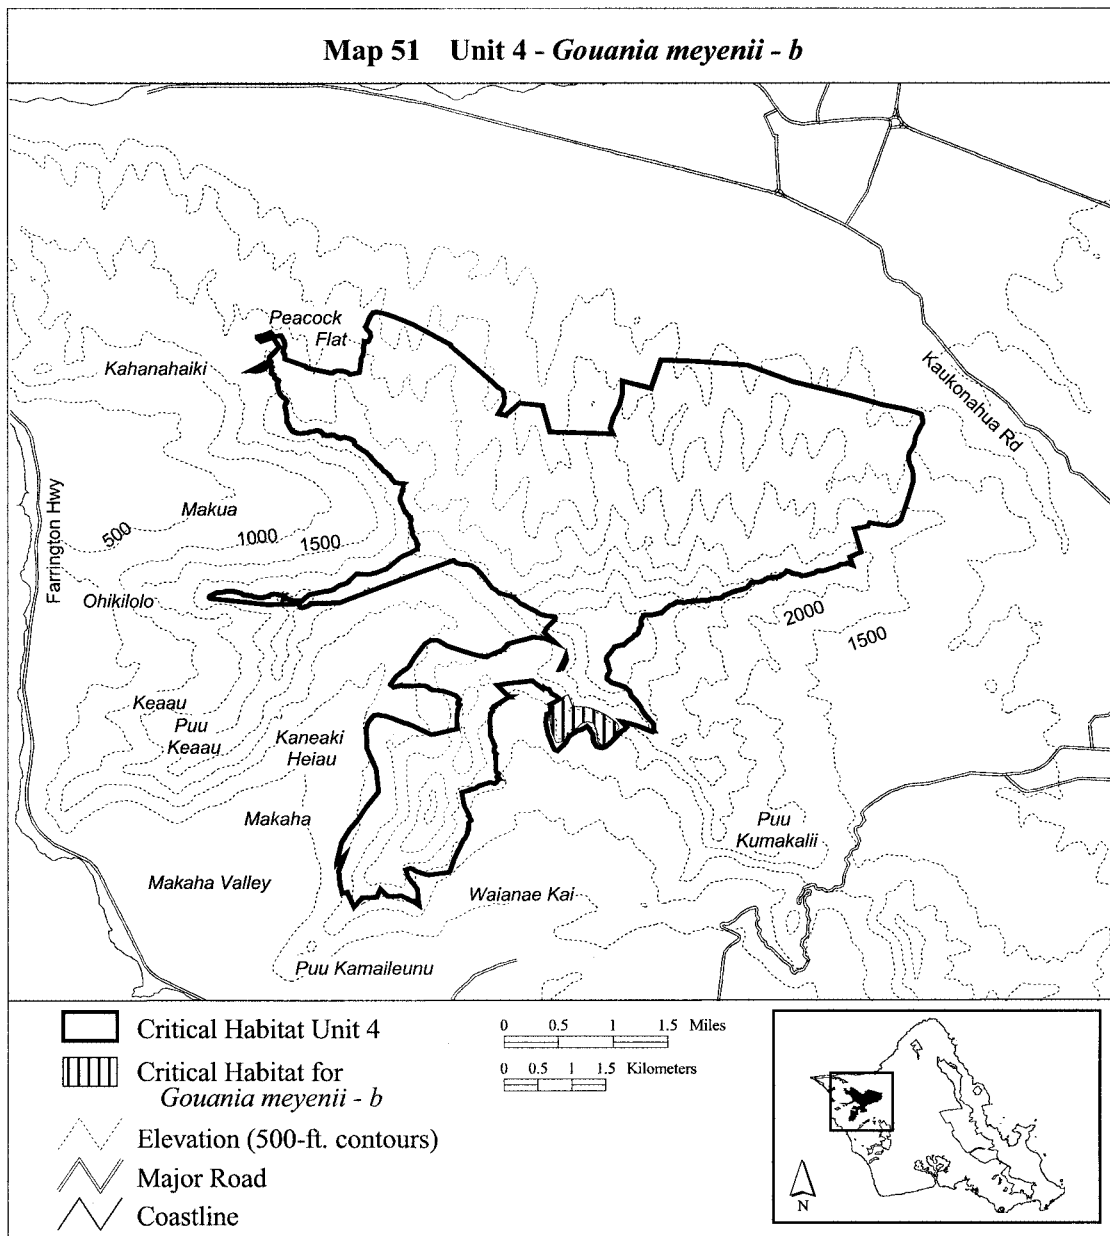 Map 51 Unit 4 - Gouania meyenii - b
Peacock
Flat
Kahanahaiki
Kaukonahua Rd
Farrington Hwy
Makua
500
1000
1500
Ohikilolo
2000
1500
Keaau
Puu
Keaau
Kaneaki
Heiau
Makaha
Puu
Kumakalii
Makaha Valley
Waianae Kai
Puu Kamaileunu
Critical Habitat Unit 4
Critical Habitat for
Gouania meyenii - b
Elevation (500-ft. contours)
Major Road
Coastline
0 0.5 1 1.5 Miles
0 0.5 1 1.5 Kilometers
N